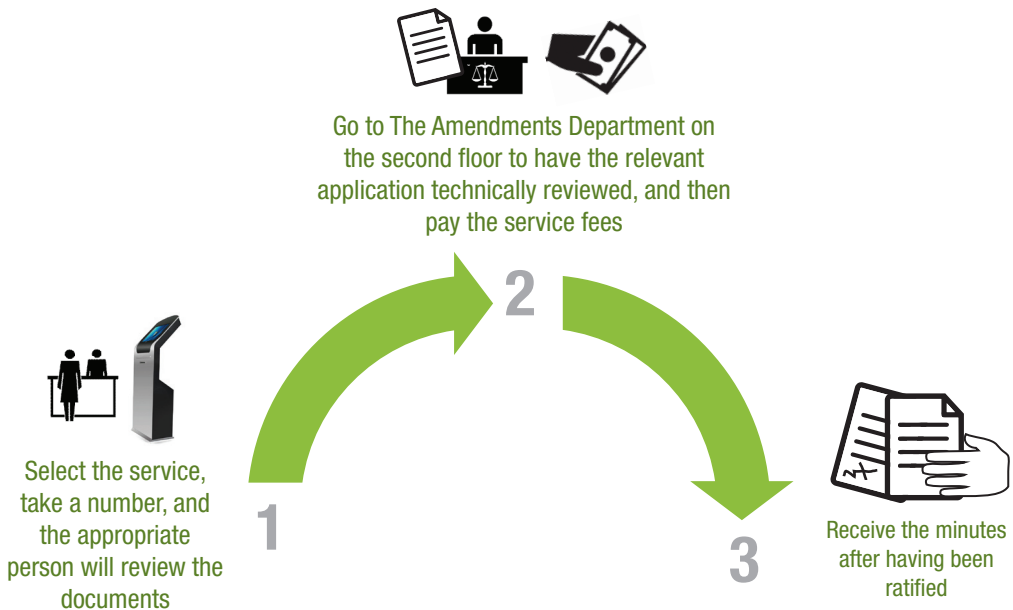 Go to The Amendments Department on
the second floor to have the relevant
application technically reviewed, and then
pay the service fees
2
Select the service,
take a number, and
the appropriate
person will review the
documents
1
3
Receive the minutes
after having been
ratified